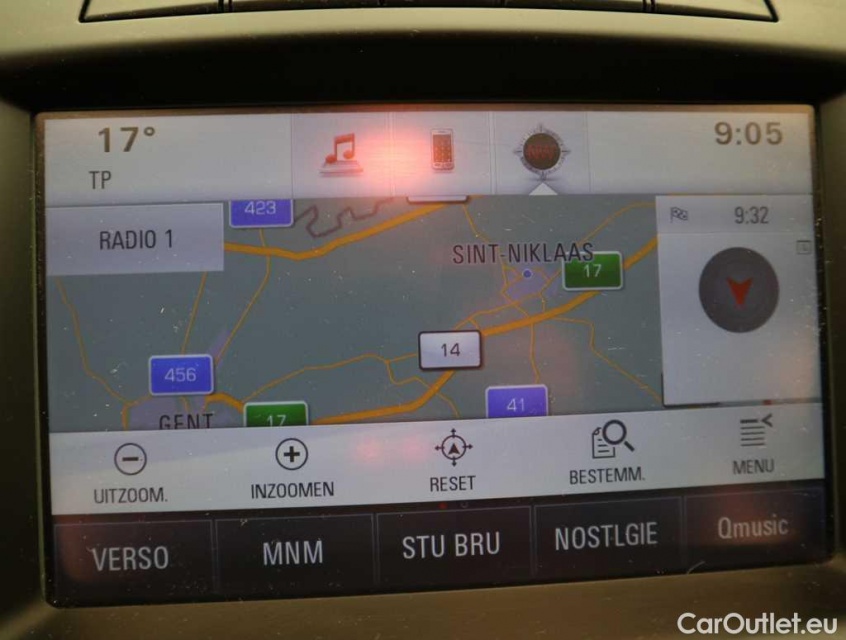 17° 9:05
TP
423
RADIO 1
9:32
SINT-NIKLAAS
17
14
456
41
GENT
17
UITZOOM.
INZOOMEN
RESET
BESTEMM.
MENU
VERSO
MNM
STU BRU
NOSTLGIE
Qmusic
CarOutlet.eu